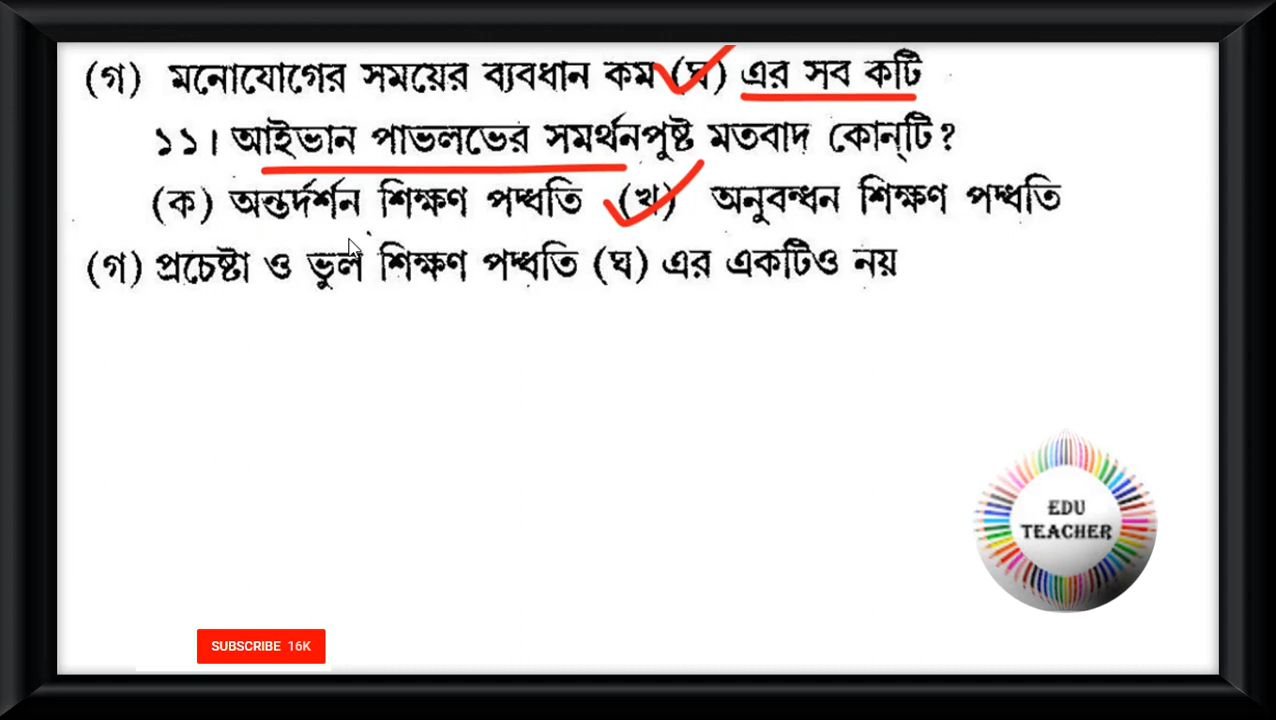 (গ) মনোযোগের সময়ের ব্যবধান কম (ঘ) এর সব কটি
১১। আইভান পাভলভের সমর্থনপুষ্ট মতবাদ কোন্‌টি?
(ক) অন্তর্দর্শন শিক্ষণ পদ্ধতি (খ) অনুবন্ধন শিক্ষণ পদ্ধতি
(গ) প্রচেষ্টা ও ভুল শিক্ষণ পদ্ধতি (ঘ) এর একটিও নয়
EDU
TEACHER
SUBSCRIBE 16K